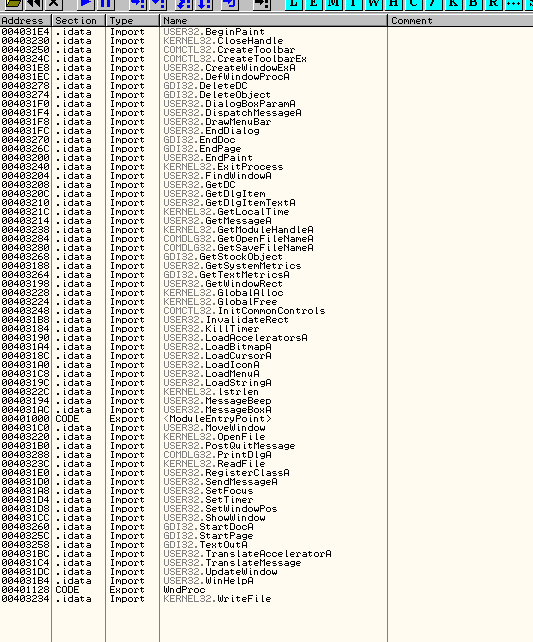 L E M T W H C / K B R ... S
Address Section Type Name Comment
004031E4 .idata Import USER32.BeginPaint
00403230 .idata Import KERNEL32.CloseHandle
00403250 .idata Import COMCTL32.CreateToolbar
0040324C .idata Import COMCTL32.CreateToolbarEx
004031E8 .idata Import USER32.CreateWindowExA
004031EC .idata Import USER32.DefWindowProcA
00403278 .idata Import GDI32.DeleteDC
00403274 .idata Import GDI32.DeleteObject
004031F0 .idata Import USER32.DialogBoxParamA
004031F4 .idata Import USER32.DispatchMessageA
004031F8 .idata Import USER32.DrawMenuBar
004031FC .idata Import USER32.EndDialog
00403270 .idata Import GDI32.EndDoc
0040326C .idata Import GDI32.EndPage
00403200 .idata Import USER32.EndPaint
00403240 .idata Import KERNEL32.ExitProcess
00403204 .idata Import USER32.FindWindowA
00403208 .idata Import USER32.GetDC
0040320C .idata Import USER32.GetDlgItem
00403210 .idata Import USER32.GetDlgItemTextA
0040321C .idata Import KERNEL32.GetLocalTime
00403214 .idata Import USER32.GetMessageA
00403238 .idata Import KERNEL32.GetModuleHandleA
00403284 .idata Import COMDLG32.GetOpenFileNameA
00403280 .idata Import COMDLG32.GetSaveFileNameA
00403268 .idata Import GDI32.GetStockObject
00403188 .idata Import USER32.GetSystemMetrics
00403264 .idata Import GDI32.GetTextMetricsA
00403198 .idata Import USER32.GetWindowRect
00403228 .idata Import KERNEL32.GlobalAlloc
00403224 .idata Import KERNEL32.GlobalFree
00403248 .idata Import COMCTL32.InitCommonControls
004031B8 .idata Import USER32.InvalidateRect
00403184 .idata Import USER32.KillTimer
00403190 .idata Import USER32.LoadAcceleratorsA
004031A4 .idata Import USER32.LoadBitmapA
0040318C .idata Import USER32.LoadCursorA
004031A0 .idata Import USER32.LoadIconA
004031C8 .idata Import USER32.LoadMenuA
0040319C .idata Import USER32.LoadStringA
0040322C .idata Import KERNEL32.lstrlen
00403194 .idata Import USER32.MessageBeep
004031AC .idata Import USER32.MessageBoxA
00401000 CODE Export <ModuleEntryPoint>
004031C0 .idata Import USER32.MoveWindow
00403220 .idata Import KERNEL32.OpenFile
004031B0 .idata Import USER32.PostQuitMessage
00403288 .idata Import COMDLG32.PrintDlgA
0040323C .idata Import KERNEL32.ReadFile
004031E0 .idata Import USER32.RegisterClassA
004031D0 .idata Import USER32.SendMessageA
004031A8 .idata Import USER32.SetFocus
004031D4 .idata Import USER32.SetTimer
004031D8 .idata Import USER32.SetWindowPos
004031CC .idata Import USER32.ShowWindow
00403260 .idata Import GDI32.StartDocA
0040325C .idata Import GDI32.StartPage
00403258 .idata Import GDI32.TextOutA
004031BC .idata Import USER32.TranslateAcceleratorA
004031C4 .idata Import USER32.TranslateMessage
004031DC .idata Import USER32.UpdateWindow
004031B4 .idata Import USER32.WinHelpA
00401128 CODE Export WndProc
00403234 .idata Import KERNEL32.WriteFile